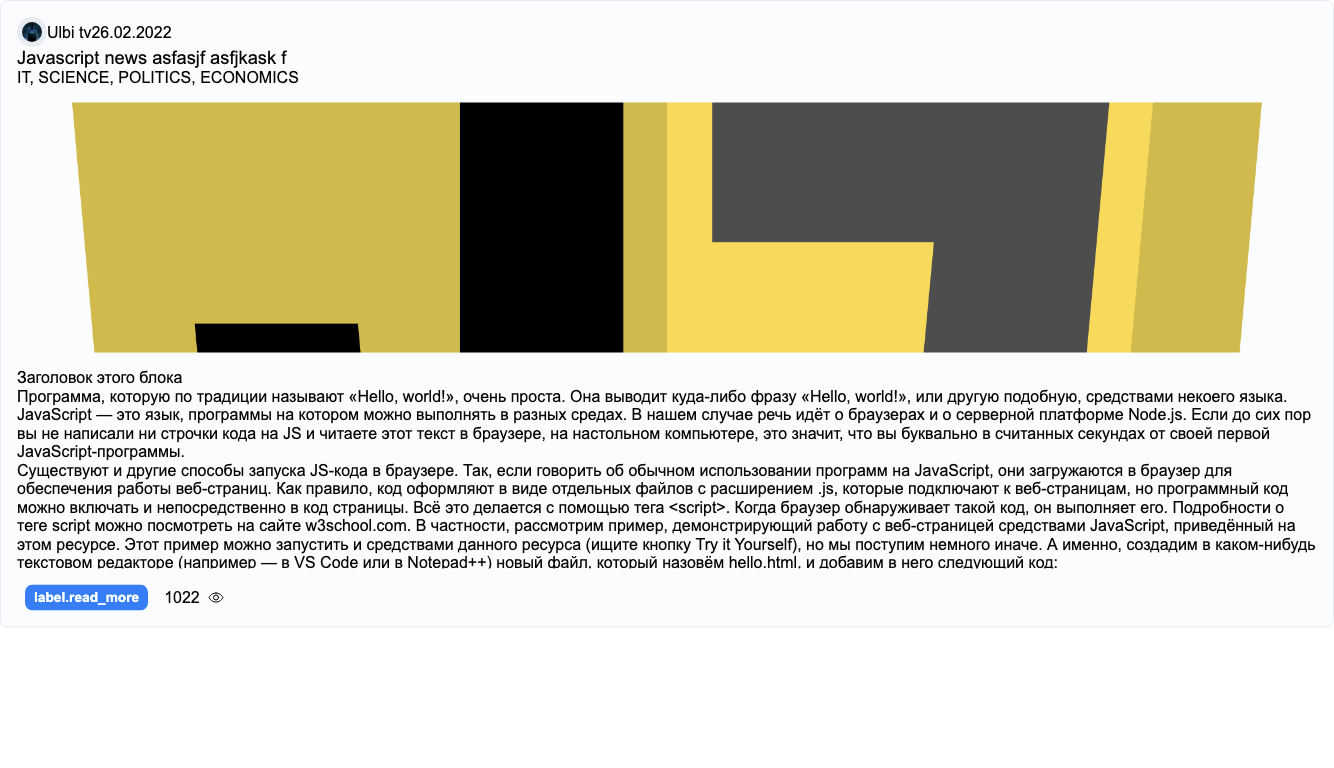 Ulbi tv26.02.2022
Javascript news asfasjf asfjkask f
IT, SCIENCE, POLITICS, ECONOMICS
Заголовок этого блока
Программа, которую по традиции называют «Hello, world!», очень проста. Она выводит куда-либо фразу «Hello, world!», или другую подобную, средствами некоего языка.
JavaScript — это язык, программы на котором можно выполнять в разных средах. В нашем случае речь идёт о браузерах и о серверной платформе Node.js. Если до сих пор
вы не написали ни строчки кода на JS и читаете этот текст в браузере, на настольном компьютере, это значит, что вы буквально в считанных секундах от своей первой
JavaScript-программы.
Существуют и другие способы запуска JS-кода в браузере. Так, если говорить об обычном использовании программ на JavaScript, они загружаются в браузер для
обеспечения работы веб-страниц. Как правило, код оформляют в виде отдельных файлов с расширением .js, которые подключают к веб-страницам, но программный код
можно включать и непосредственно в код страницы. Всё это делается с помощью тега <script>. Когда браузер обнаруживает такой код, он выполняет его. Подробности о
теге script можно посмотреть на сайте w3school.com. В частности, рассмотрим пример, демонстрирующий работу с веб-страницей средствами JavaScript, приведённый на
этом ресурсе. Этот пример можно запустить и средствами данного ресурса (ищите кнопку Try it Yourself), но мы поступим немного иначе. А именно, создадим в каком-нибудь
текстовом редакторе (например — в VS Code или в Notepad++) новый файл, который назовём hello.html, и добавим в него следующий код:
label.read_more 1022